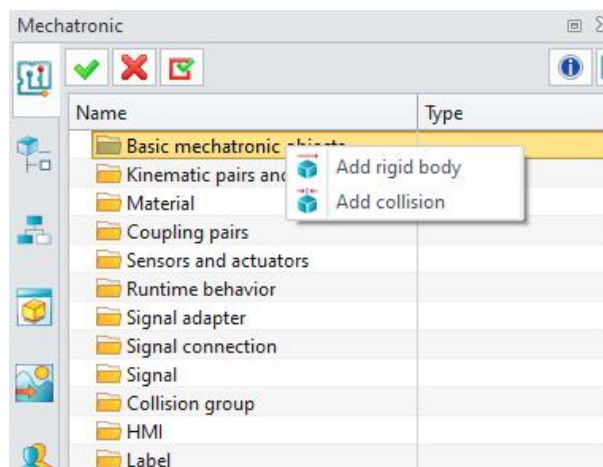 Mechatronic
Name Type
Basic mechatronic objects
Add rigid body
Kinematic pairs and
Add collision
Material
Coupling pairs
Sensors and actuators
Runtime behavior
Signal adapter
Signal connection
Signal
Collision group
HMI
Label